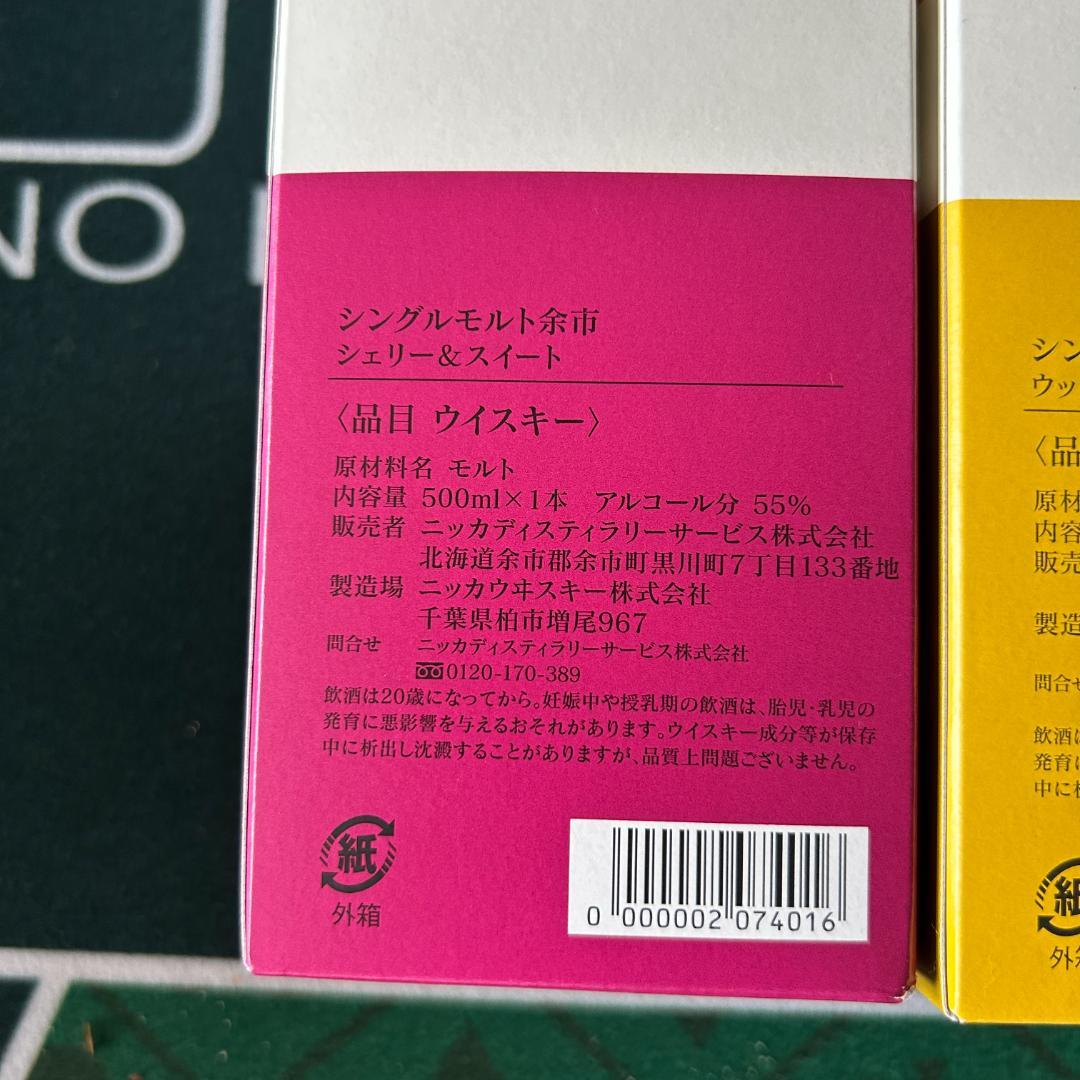 NO
シングルモルト余市
シェリー＆スイート
〈品目 ウイスキー〉
原材料名 モルト
内容量 500ml×1本 アルコール分 55%
販売者 ニッカディスティラリーサービス株式会社
北海道余市郡余市町黒川町7丁目133番地
製造場 ニッカウヰスキー株式会社
千葉県柏市増尾967
問合せ ニッカディスティラリーサービス株式会社
0120-170-389
飲酒は20歳になってから。妊娠中や授乳期の飲酒は、胎児・乳児の
発育に悪影響を与えるおそれがあります。ウイスキー成分等が保存
中に析出し沈澱することがありますが、品質上問題ございません。
紙
外箱
0 000002 074016
シン
ウッ
〈品
原材
内容
販売
製造
問合せ
飲酒は
発育に
中に析
紙
外箱